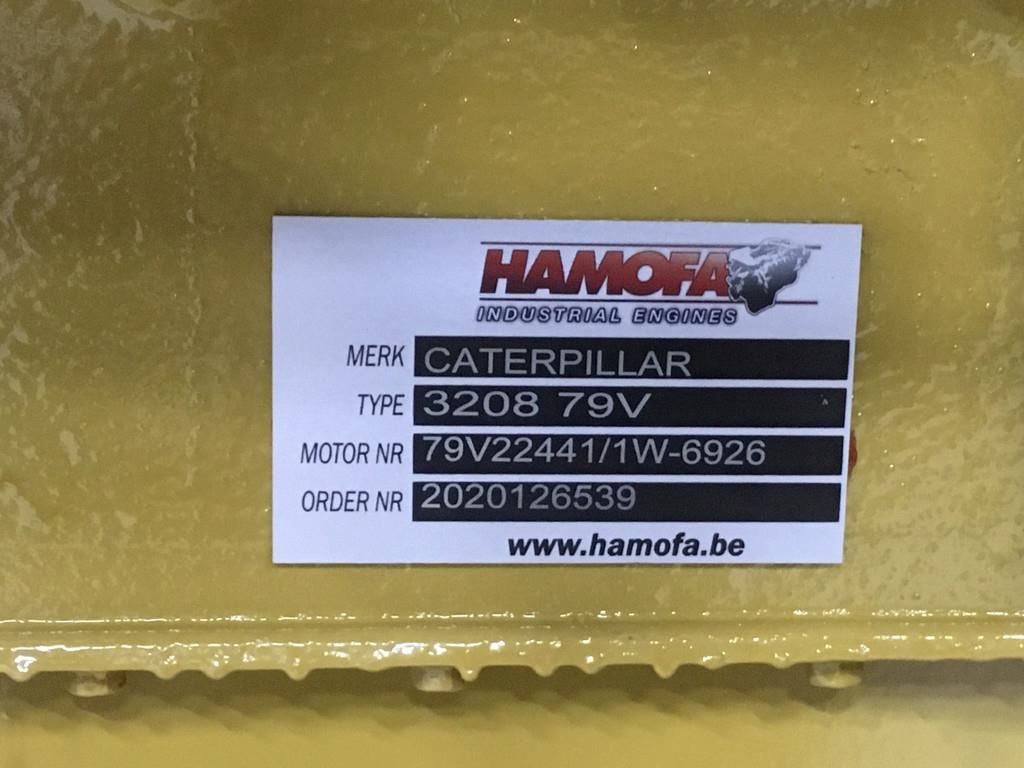 HAMOFA
INDUSTRIAL ENGINES
MERK CATERPILLAR
TYPE 3208 79V
MOTOR NR 79V22441/1W-6926
ORDER NR 2020126539
www.hamofa.be